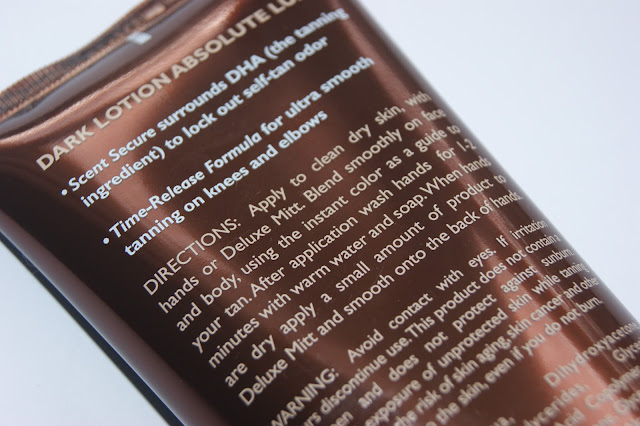 DARK LOTION ABSOLUTE LU
• Scent Secure surrounds DHA (the tanning
ingredient) to lock out self-tan odor
• Time-Release Formula for ultra smooth
tanning on knees and elbows
DIRECTIONS: Apply to clean dry skin, with
hands or Deluxe Mitt. Blend smoothly on face
and body, using the instant color as a guide to
your tan. After application wash hands for 1-2
minutes with warm water and soap. When hands
are dry apply a small amount of product to
Deluxe Mitt and smooth onto the back of hands.
WARNING: Avoid contact with eyes. If irritation
rs discontinue use. This product does not contain
en and does not protect against sunburn.
exposure of unprotected skin while tanning
the risk of skin aging, skin cancer and other
the skin, even if you do not burn.
Dihydroxyaceton